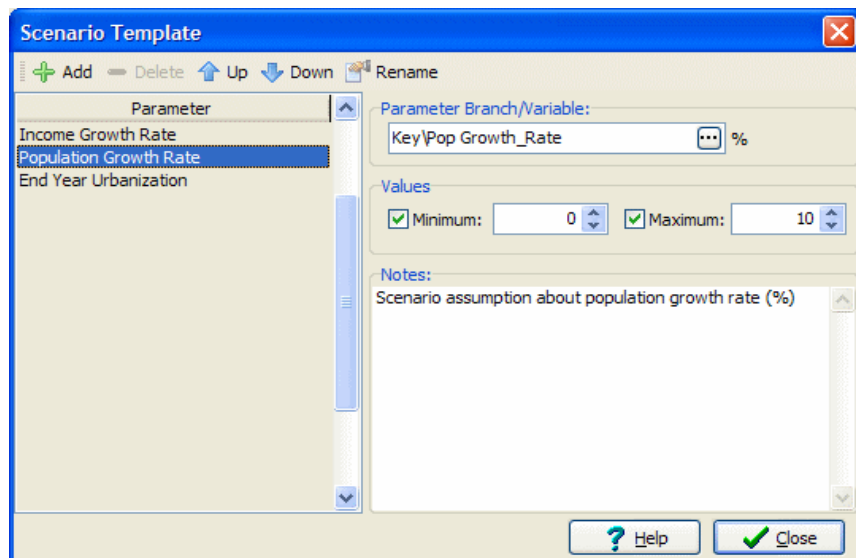 Scenario Template
Add Delete Up Down Rename
Parameter
Income Growth Rate
Population Growth Rate
End Year Urbanization
Parameter Branch/Variable:
Key\Pop Growth_Rate ... %
Values
Minimum: 0 Maximum: 10
Notes:
Scenario assumption about population growth rate (%)
? Help Close